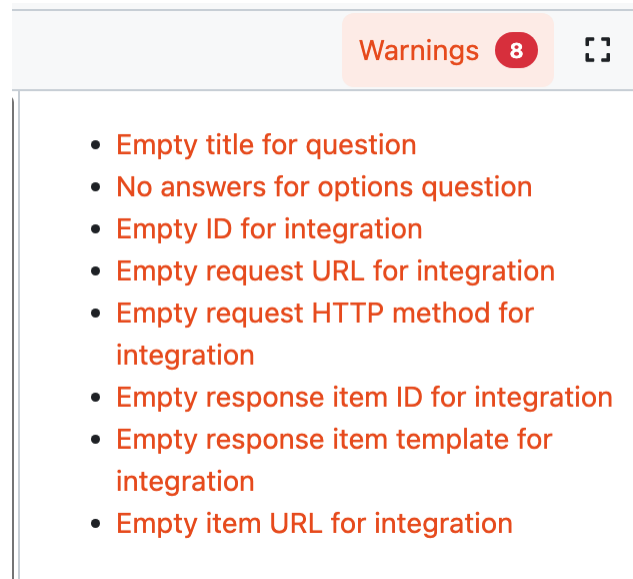 Warnings 8
Empty title for question
No answers for options question
Empty ID for integration
Empty request URL for integration
Empty request HTTP method for
integration
Empty response item ID for integration
Empty response item template for
integration
Empty item URL for integration